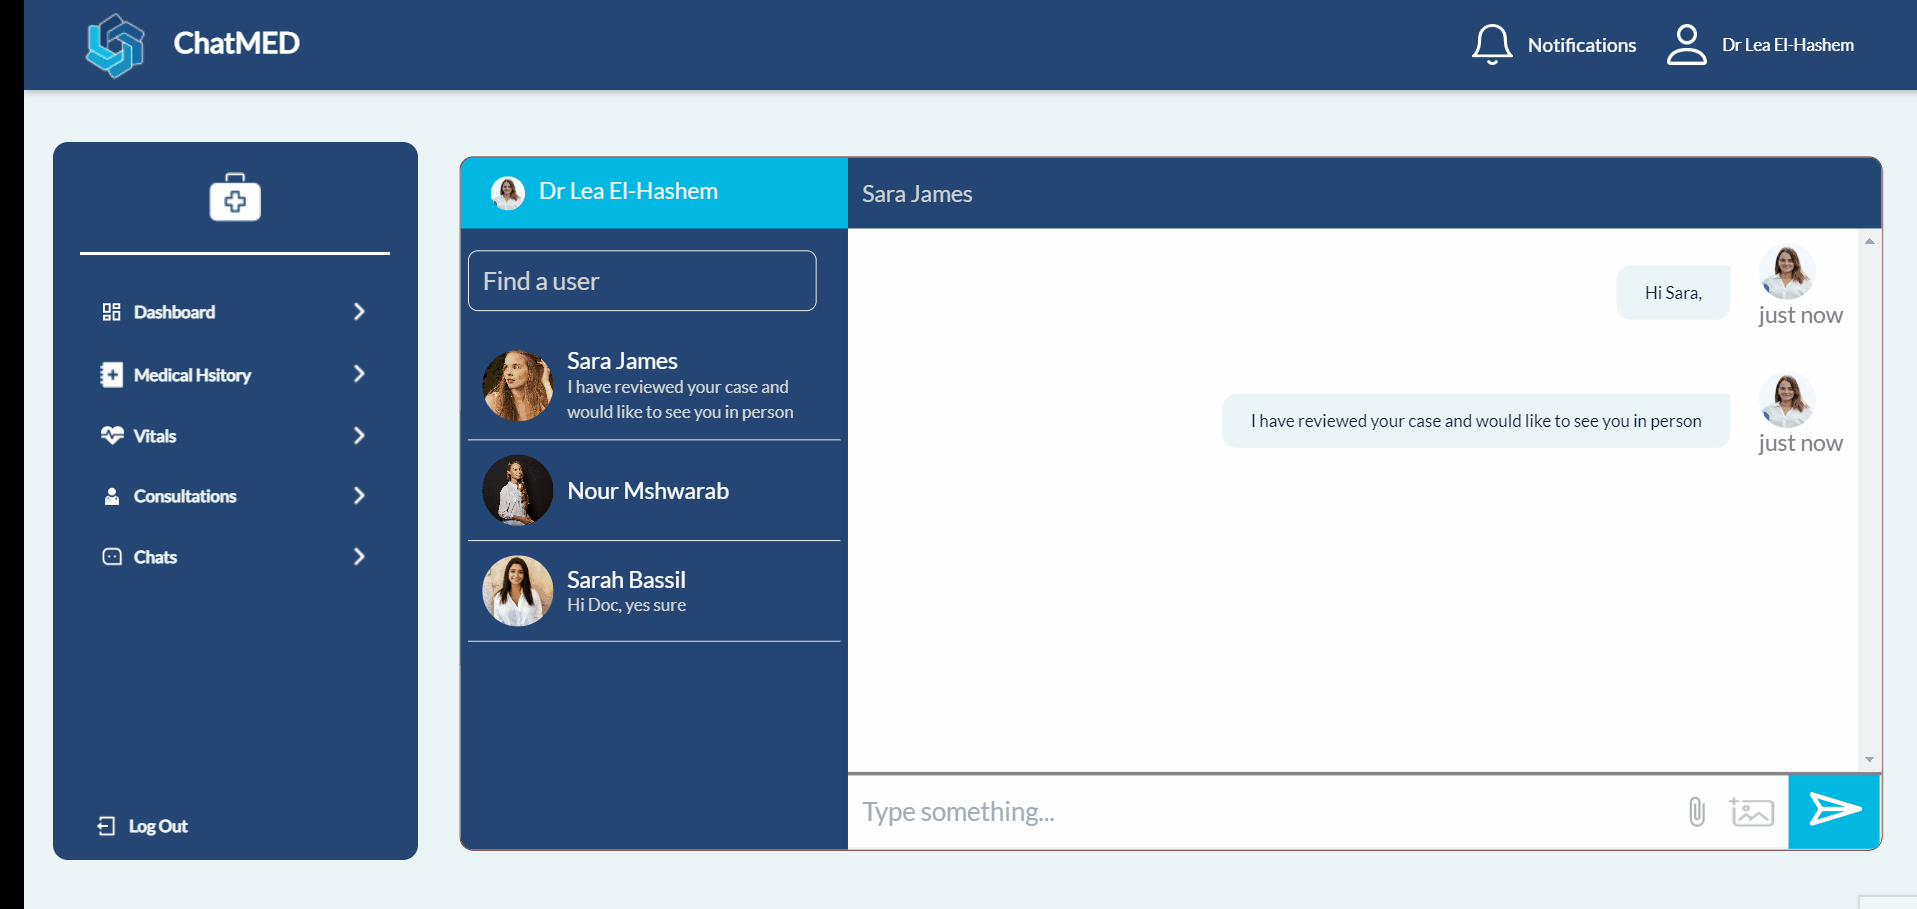 ChatMED
Notifications
Dr Lea El-Hashem
Dashboard
Medical Hsitory
Vitals
Consultations
Chats
Log Out
Dr Lea El-Hashem
Find a user
Sara James
I have reviewed your case and
would like to see you in person
Nour Mshwarab
Sarah Bassil
Hi Doc, yes sure
Sara James
Hi Sara,
just now
I have reviewed your case and would like to see you in person
just now
Type something...